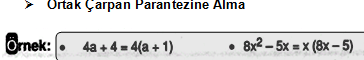 ➢ Ortak Çarpan Parantezine Alma
Örnek: • 4a + 4 = 4(a + 1) • 8x² – 5x = x (8x – 5)